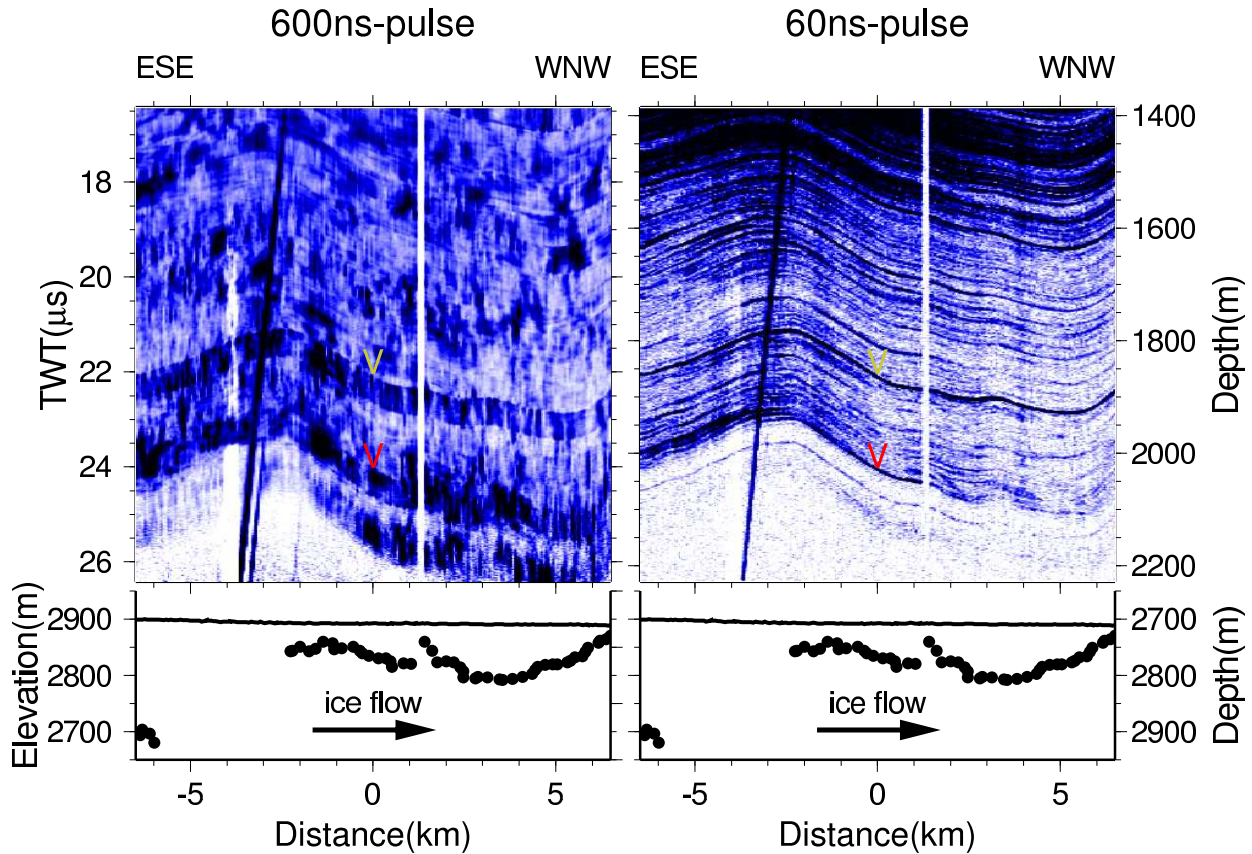 600ns-pulse 60ns-pulse
ESE WNW ESE WNW
TWT(μs)
18
20
22
24
26
V
V
V
V
1400
1600
1800
2000
2200
Depth(m)
Elevation(m)
2900
2800
2700
ice flow
ice flow
2700
2800
2900
Depth(m)
-5 0 5 -5 0 5
Distance(km) Distance(km)